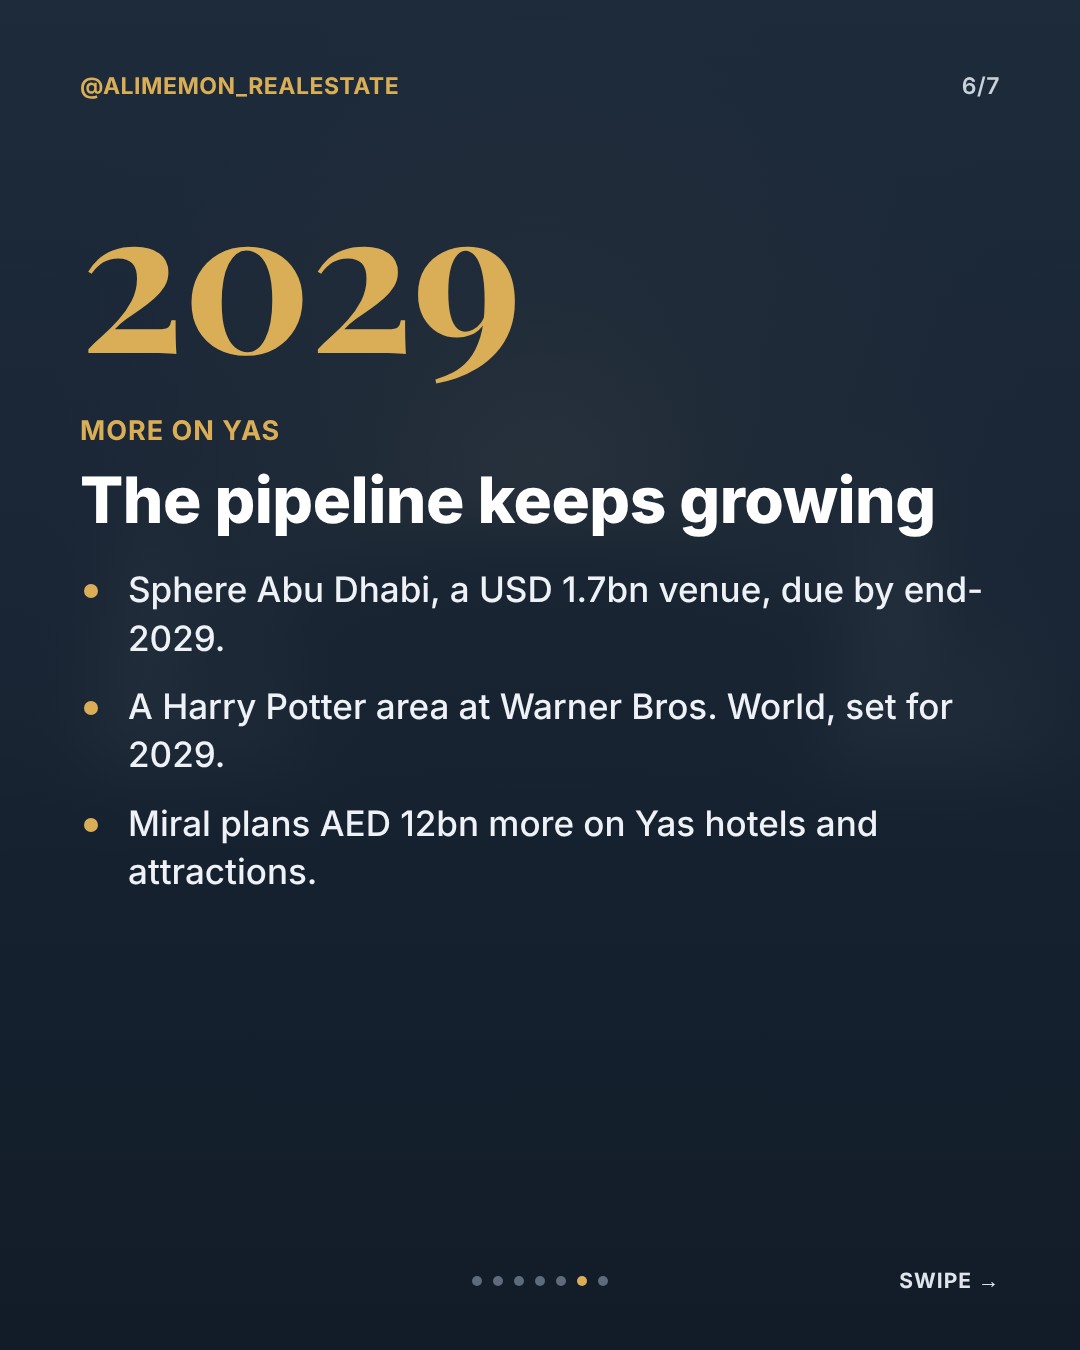 @ALIMEMON_REALESTATE
6/7
2029
MORE ON YAS
The pipeline keeps growing
• Sphere Abu Dhabi, a USD 1.7bn venue, due by end-
2029.
• A Harry Potter area at Warner Bros. World, set for
2029.
• Miral plans AED 12bn more on Yas hotels and
attractions.
SWIPE →